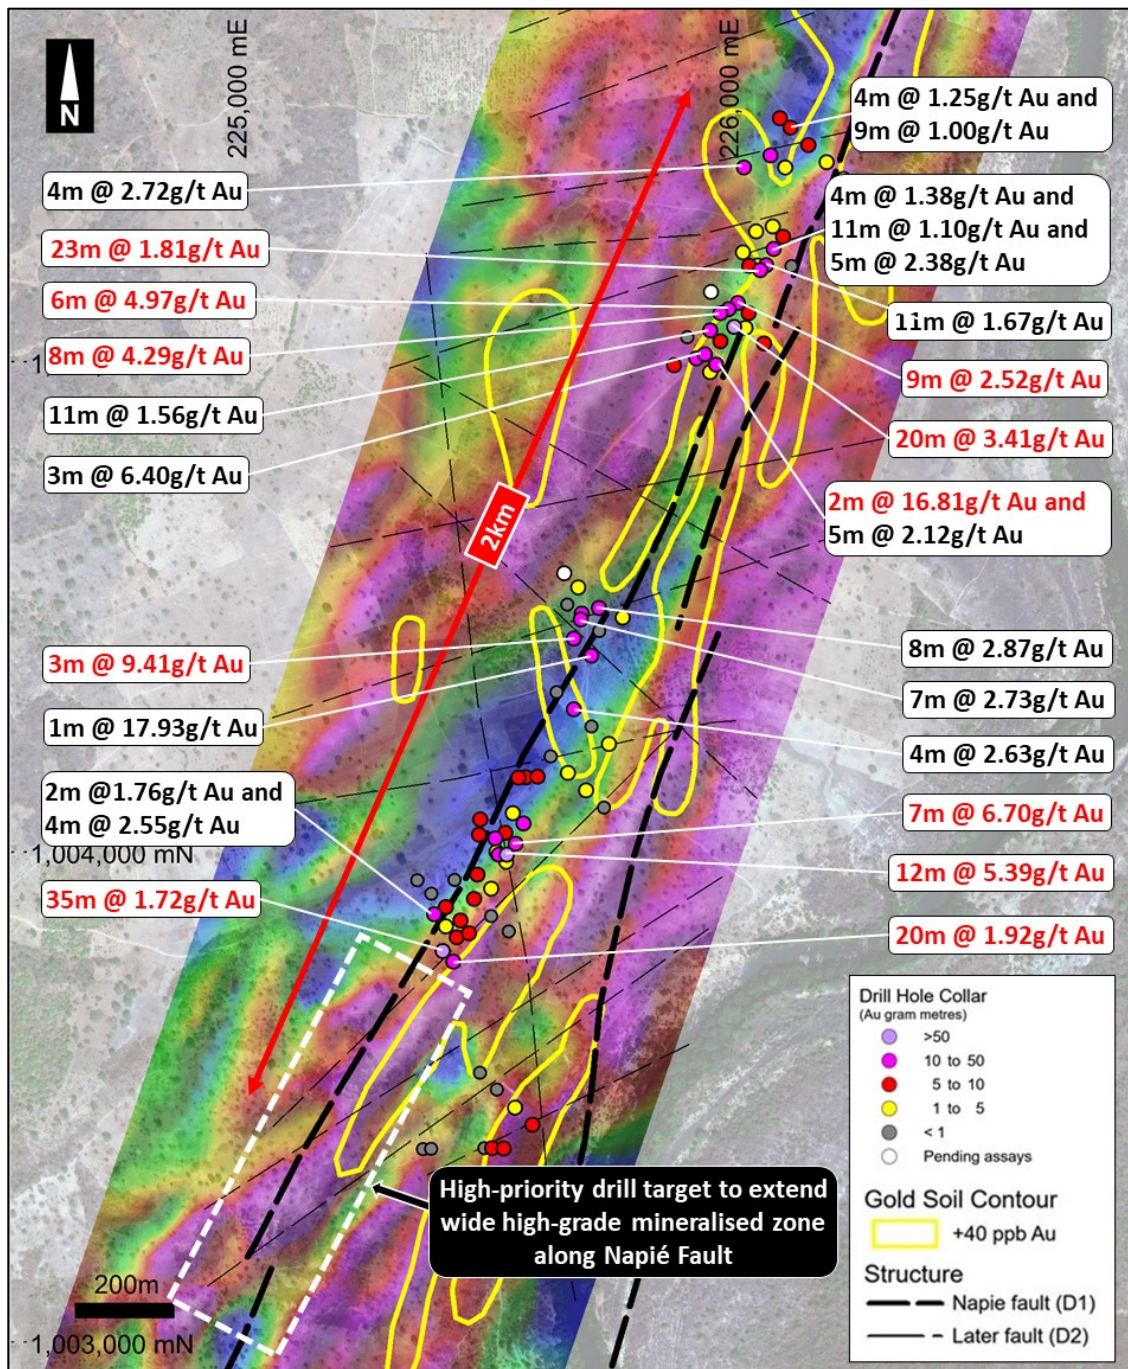 N
225,000 mE
226,000 mE
4m @ 1.25g/t Au and
9m @ 1.00g/t Au
4m @ 2.72g/t Au
4m @ 1.38g/t Au and
11m @ 1.10g/t Au and
5m @ 2.38g/t Au
23m @ 1.81g/t Au
6m @ 4.97g/t Au
11m @ 1.67g/t Au
8m @ 4.29g/t Au
9m @ 2.52g/t Au
11m @ 1.56g/t Au
20m @ 3.41g/t Au
3m @ 6.40g/t Au
2m @ 16.81g/t Au and
5m @ 2.12g/t Au
2km
3m @ 9.41g/t Au
8m @ 2.87g/t Au
7m @ 2.73g/t Au
1m @ 17.93g/t Au
4m @ 2.63g/t Au
2m @1.76g/t Au and
4m @ 2.55g/t Au
7m @ 6.70g/t Au
1,004,000 mN
12m @ 5.39g/t Au
35m @ 1.72g/t Au
20m @ 1.92g/t Au
High-priority drill target to extend
wide high-grade mineralised zone
along Napié Fault
200m
1,003,000 mN
Drill Hole Collar
(Au gram metres)
>50
10 to 50
5 to 10
1 to 5
< 1
Pending assays
Gold Soil Contour
+40 ppb Au
Structure
Napie fault (D1)
Later fault (D2)